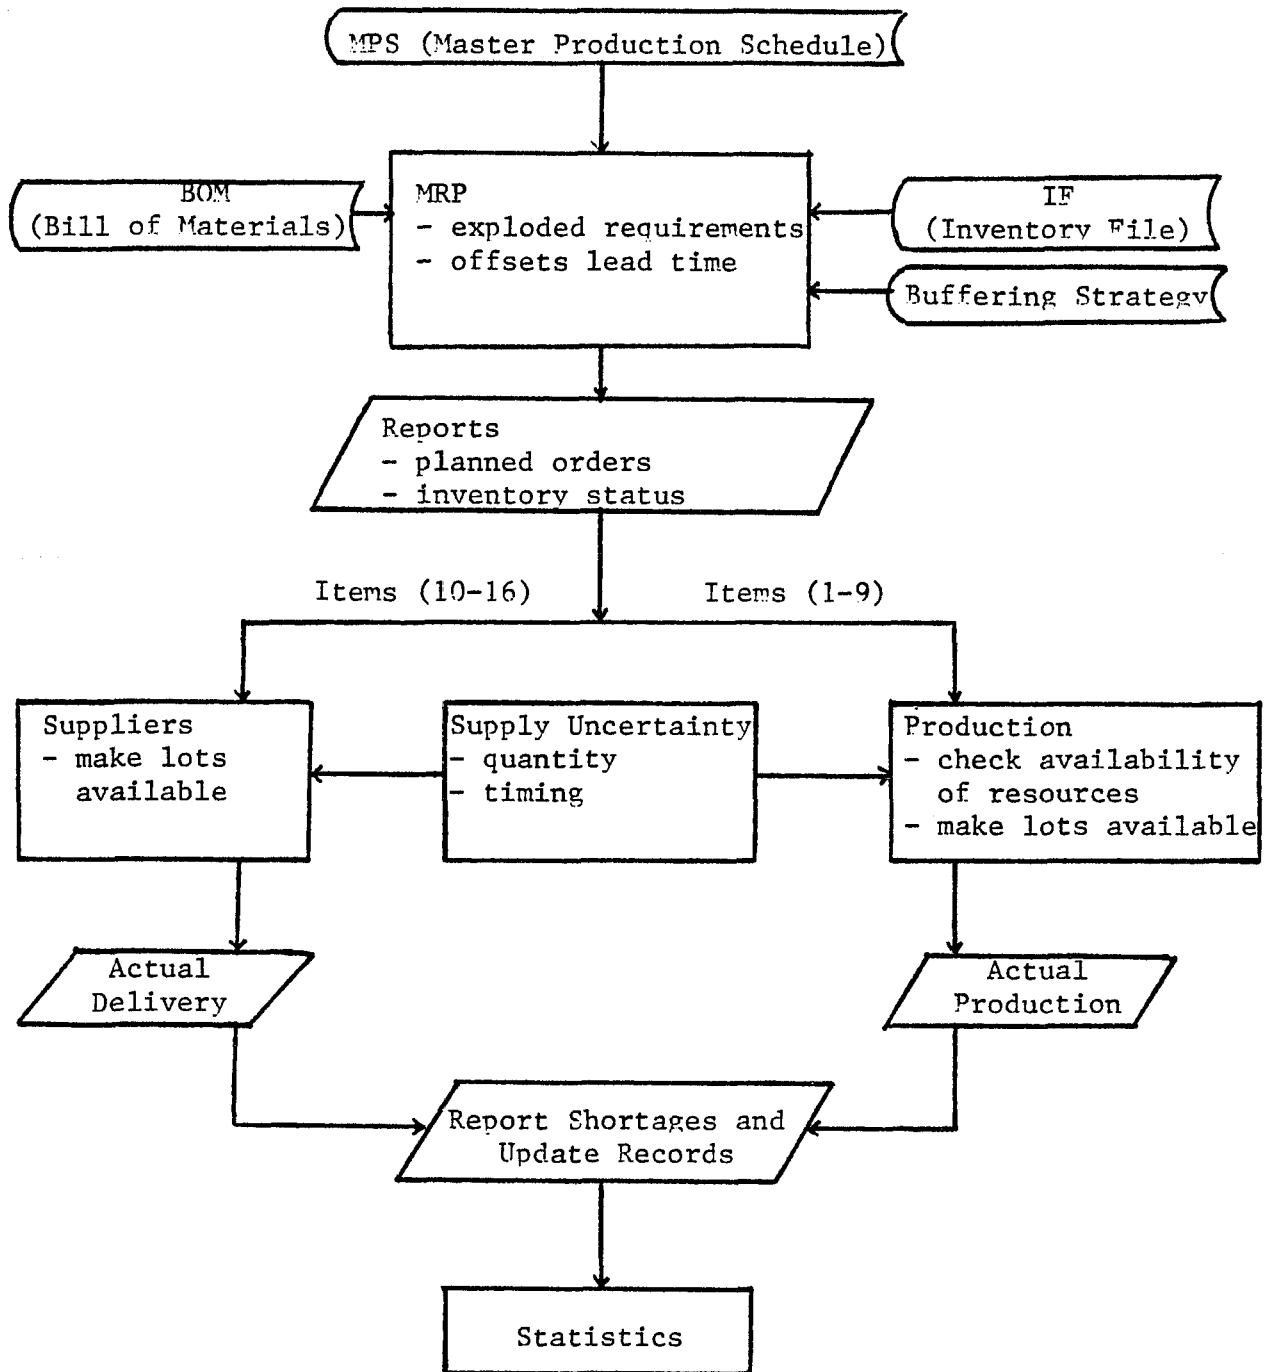 MPS (Master Production Schedule)
BOM
(Bill of Materials)
MRP
- exploded requirements
- offsets lead time
IF
(Inventory File)
Buffering Strategy
Reports
- planned orders
- inventory status
Items (10-16)
Items (1-9)
Suppliers
- make lots
available
Supply Uncertainty
- quantity
- timing
Production
- check availability
of resources
- make lots available
Actual
Delivery
Actual
Production
Report Shortages and
Update Records
Statistics